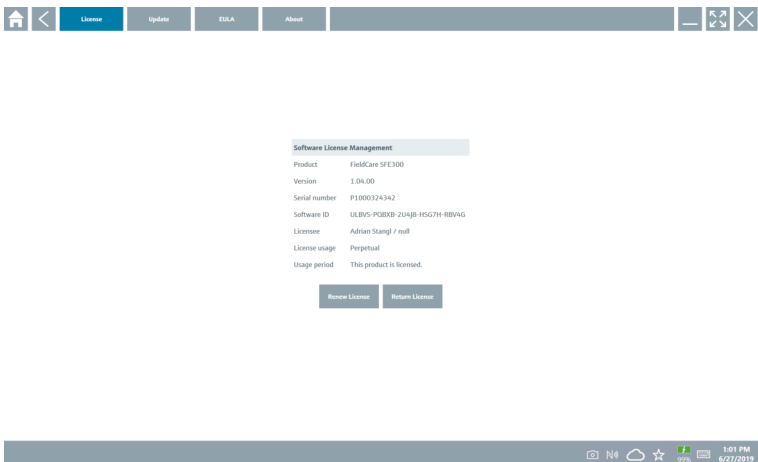 License Update EULA About
Software License Management
Product FieldCare SFE300
Version 1.04.00
Serial number P1000324342
Software ID ULBVS-PQBXB-2U4J8-HSG7H-RBV4G
Licensee Adrian Stangl / null
License usage Perpetual
Usage period This product is licensed.
Renew License Return License
99% 1:01 PM
6/27/2019